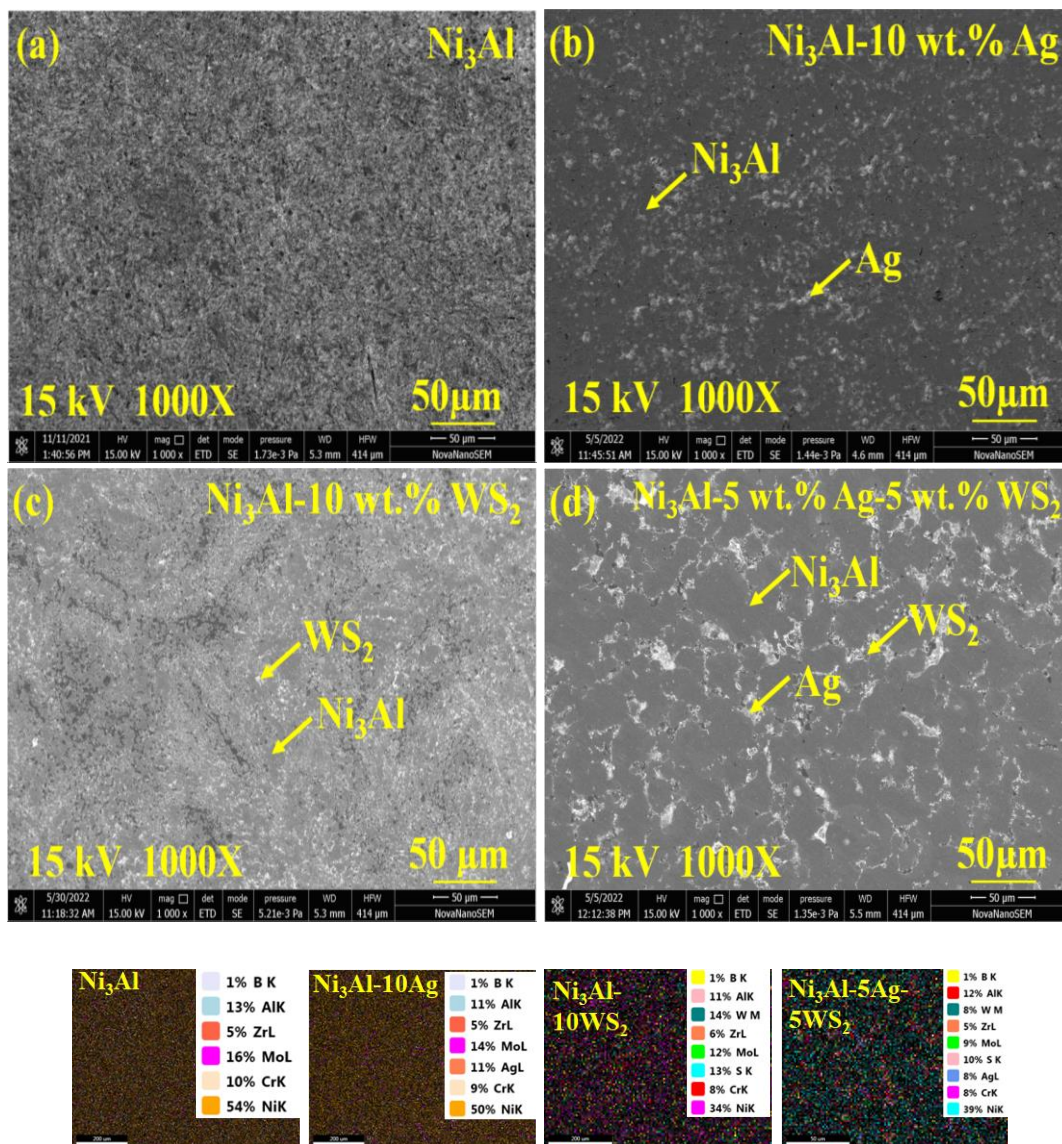 (a) Ni₃Al
15 kV 1000X 50µm
11/11/2021 HV mag □ det mode pressure WD HFW 50 µm
1:40:56 PM 15.00 kV 1 000 x ETD SE 1.73e-3 Pa 5.3 mm 414 µm NovaNanoSEM
(b) Ni₃Al-10 wt.% Ag
Ni₃Al
Ag
15 kV 1000X 50µm
5/5/2022 HV mag □ det mode pressure WD HFW 50 µm
11:45:51 AM 15.00 kV 1 000 x ETD SE 1.44e-3 Pa 4.6 mm 414 µm NovaNanoSEM
(c) Ni₃Al-10 wt.% WS₂
WS₂
Ni₃Al
15 kV 1000X 50 µm
5/30/2022 HV mag □ det mode pressure WD HFW 50 µm
11:18:32 AM 15.00 kV 1 000 x ETD SE 5.21e-3 Pa 5.3 mm 414 µm NovaNanoSEM
(d) Ni₃Al-5 wt.% Ag-5 wt.% WS₂
Ni₃Al
WS₂
Ag
15 kV 1000X 50µm
5/5/2022 HV mag □ det mode pressure WD HFW 50 µm
12:12:38 PM 15.00 kV 1 000 x ETD SE 1.35e-3 Pa 5.5 mm 414 µm NovaNanoSEM
Ni₃Al
1% B K
13% AlK
5% ZrL
16% MoL
10% CrK
54% NiK
200 µm
Ni₃Al-10Ag
1% B K
11% AlK
5% ZrL
14% MoL
11% AgL
9% CrK
50% NiK
200 µm
Ni₃Al-
10WS₂
1% B K
11% AlK
14% W M
6% ZrL
12% MoL
13% S K
8% CrK
34% NiK
200 µm
Ni₃Al-5Ag-
5WS₂
1% B K
12% AlK
8% W M
5% ZrL
9% MoL
10% S K
8% AgL
8% CrK
39% NiK
50 µm